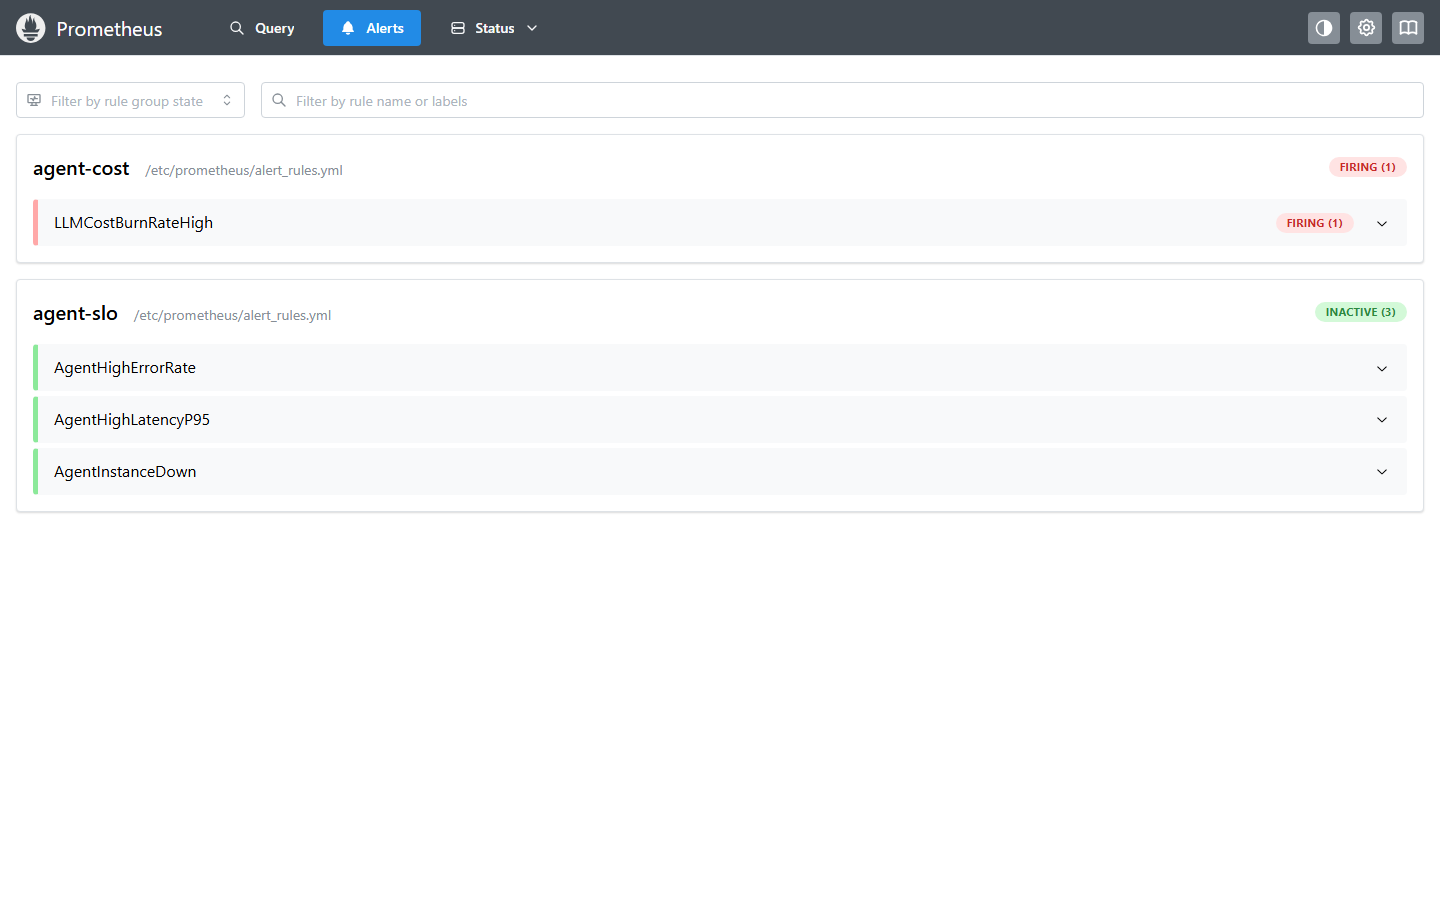 Prometheus Query Alerts Status
Filter by rule group state Filter by rule name or labels
agent-cost /etc/prometheus/alert_rules.yml FIRING (1)
LLMCostBurnRateHigh FIRING (1)
agent-slo /etc/prometheus/alert_rules.yml INACTIVE (3)
AgentHighErrorRate
AgentHighLatencyP95
AgentInstanceDown